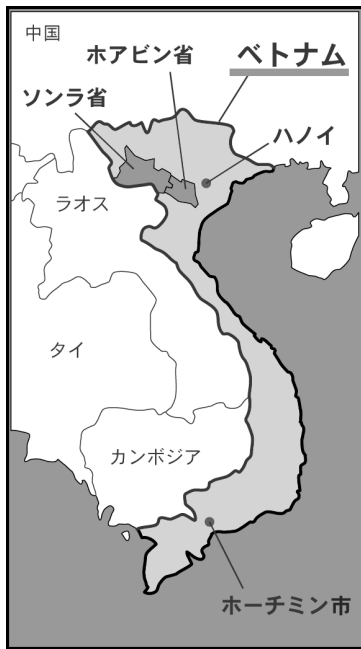 中国
ホアビン省
ベトナム
ソンラ省
ハノイ
ラオス
タイ
カンボジア
ホーチミン市